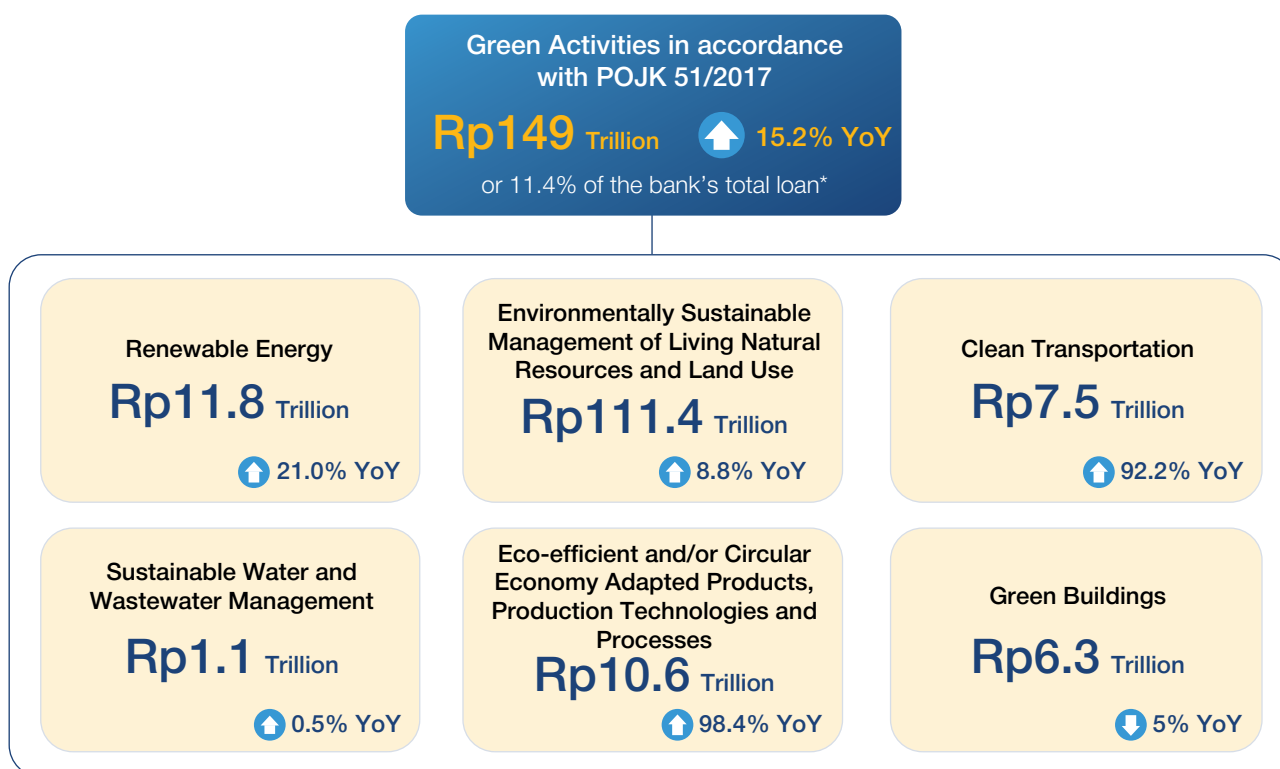 Green Activities in accordance
with POJK 51/2017
Rp149 Trillion 15.2% YoY
or 11.4% of the bank's total loan*
Renewable Energy
Rp11.8 Trillion
21.0% YoY
Environmentally Sustainable
Management of Living Natural
Resources and Land Use
Rp111.4 Trillion
8.8% YoY
Clean Transportation
Rp7.5 Trillion
92.2% YoY
Sustainable Water and
Wastewater Management
Rp1.1 Trillion
0.5% YoY
Eco-efficient and/or Circular
Economy Adapted Products,
Production Technologies and
Processes
Rp10.6 Trillion
98.4% YoY
Green Buildings
Rp6.3 Trillion
5% YoY